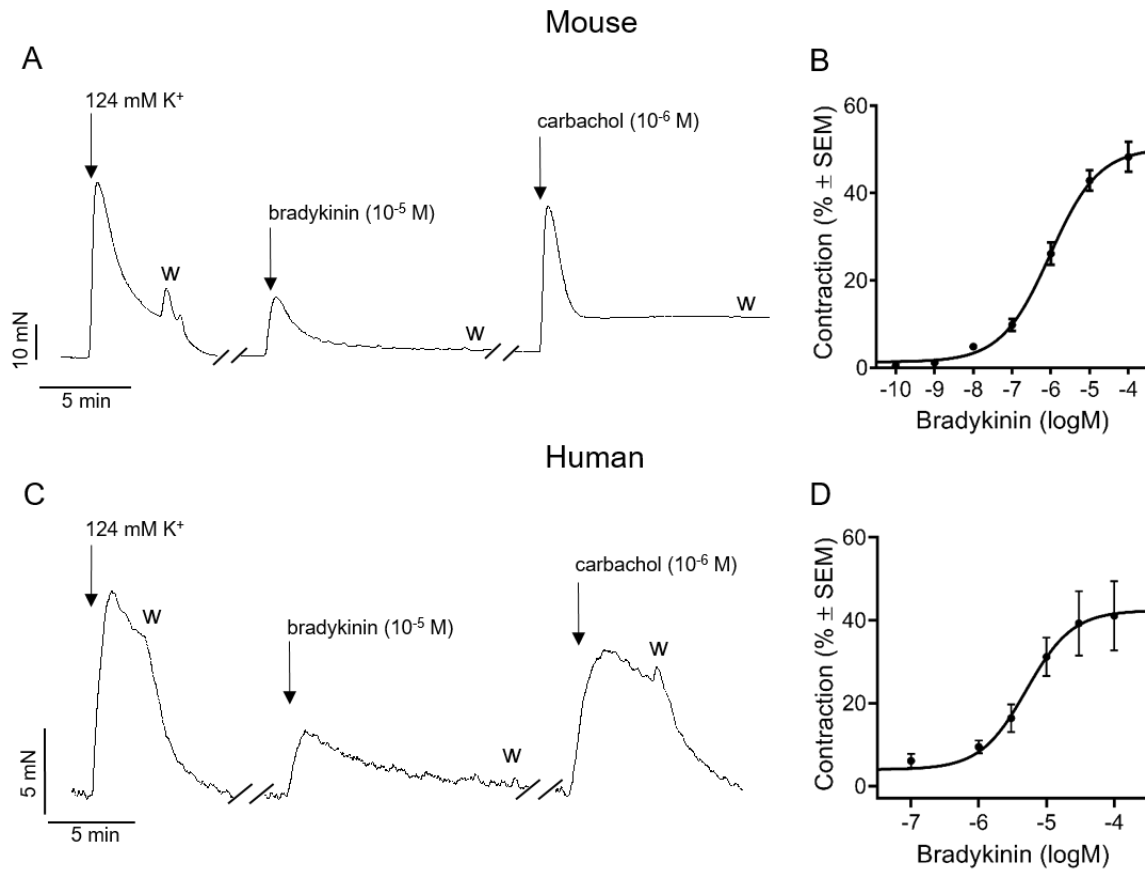 Mouse
A
124 mM K⁺
W
bradykinin (10⁻⁵ M)
W
carbachol (10⁻⁶ M)
W
10 mN
5 min
B
Contraction (% ± SEM)
60
40
20
0
-10 -9 -8 -7 -6 -5 -4
Bradykinin (logM)
Human
C
124 mM K⁺
W
bradykinin (10⁻⁵ M)
W
carbachol (10⁻⁶ M)
W
5 mN
5 min
D
Contraction (% ± SEM)
60
40
20
0
-7 -6 -5 -4
Bradykinin (logM)